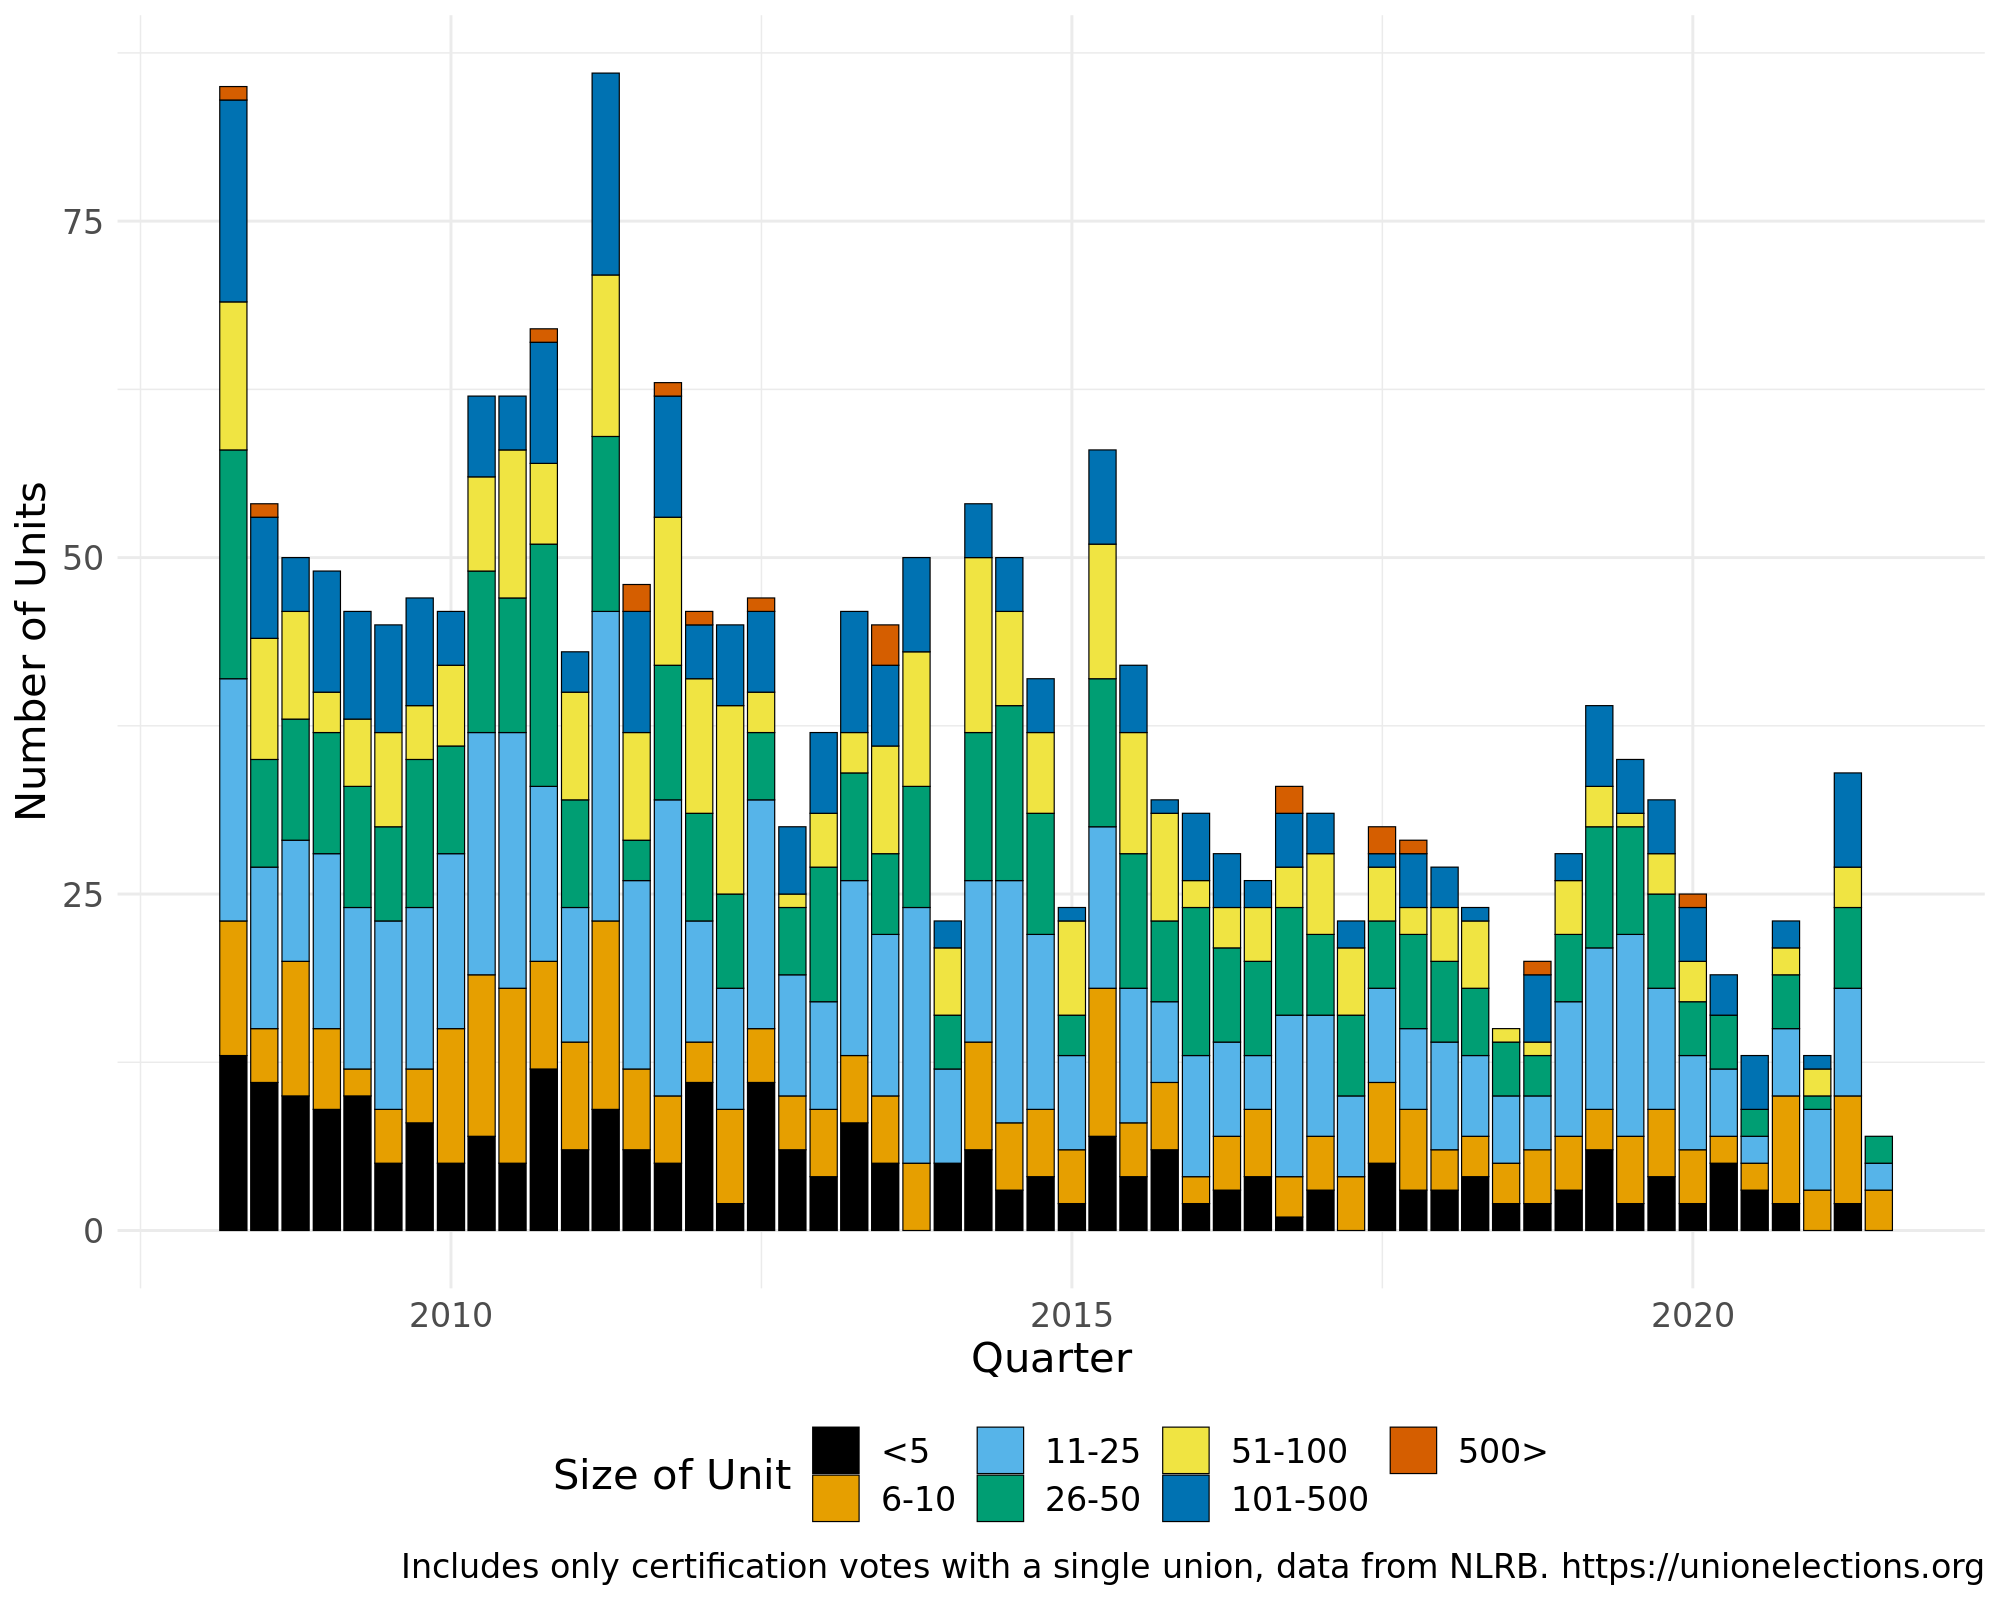 75
50
25
0
Number of Units
2010 2015 2020
Quarter
Size of Unit
<5 11-25 51-100 500>
6-10 26-50 101-500
Includes only certification votes with a single union, data from NLRB. https://unionelections.org